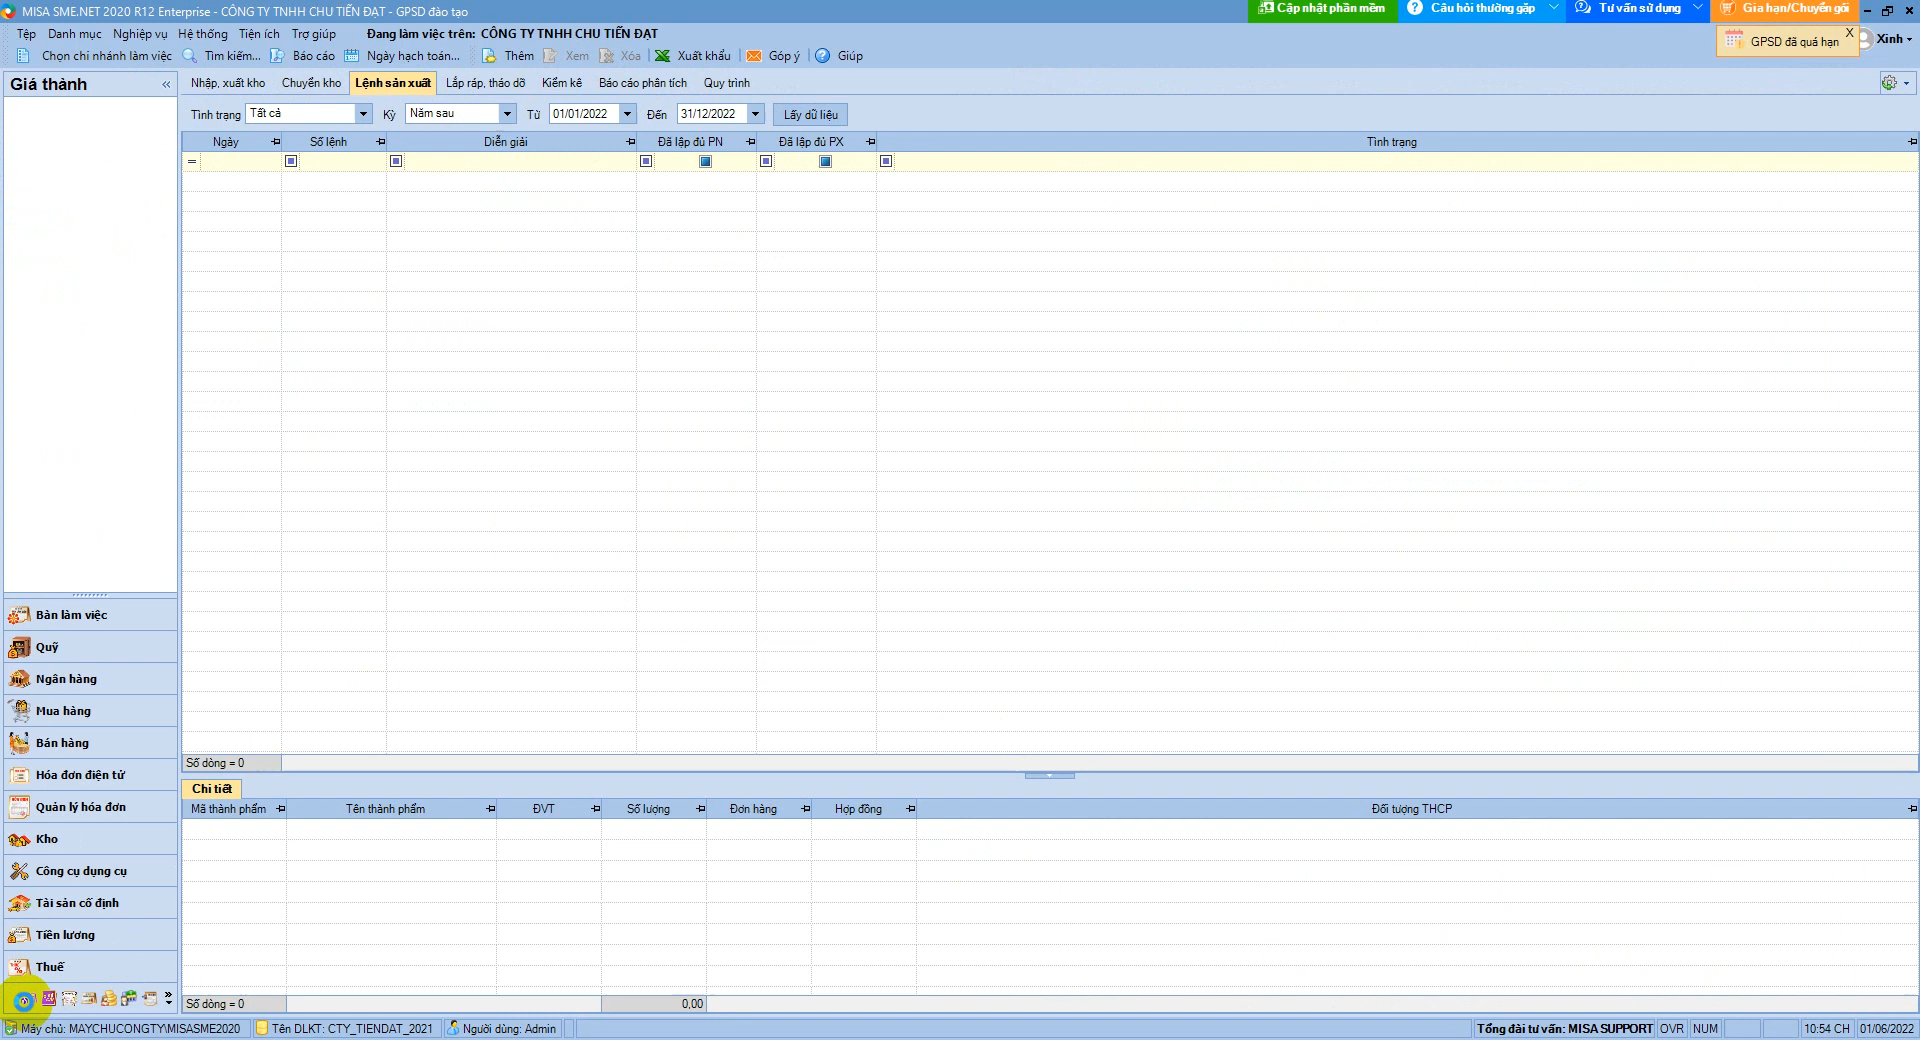 MISA SME.NET 2020 R12 Enterprise - CÔNG TY TNHH CHU TIẾN ĐẠT - GPSD đào tạo
Cập nhật phần mềm
Câu hỏi thường gặp
Tư vấn sử dụng
Gia hạn/Chuyển gói
Tệp Danh mục Nghiệp vụ Hệ thống Tiện ích Trợ giúp Đang làm việc trên: CÔNG TY TNHH CHU TIẾN ĐẠT
GPSD đã quá hạn X
Xinh
Chọn chi nhánh làm việc Tìm kiếm... Báo cáo Ngày hạch toán... Thêm Xem Xóa Xuất khẩu Góp ý Giúp
Giá thành
Nhập, xuất kho Chuyển kho Lệnh sản xuất Lắp ráp, tháo dỡ Kiểm kê Báo cáo phân tích Quy trình
Tình trạng Tất cả Kỳ Năm sau Từ 01/01/2022 Đến 31/12/2022 Lấy dữ liệu
Ngày Số lệnh Diễn giải Đã lập đủ PN Đã lập đủ PX Tình trạng
=
Bàn làm việc
Quỹ
Ngân hàng
Mua hàng
Bán hàng
Hóa đơn điện tử
Quản lý hóa đơn
Kho
Công cụ dụng cụ
Tài sản cố định
Tiền lương
Thuế
Số dòng = 0
Chi tiết
Mã thành phẩm Tên thành phẩm ĐVT Số lượng Đơn hàng Hợp đồng Đối tượng THCP
Số dòng = 0 0,00
Máy chủ: MAYCHUCONGTY\MISASME2020 Tên DLKT: CTY_TIENDAT_2021 Người dùng: Admin Tổng đài tư vấn: MISA SUPPORT OVR NUM 10:54 CH 01/06/2022